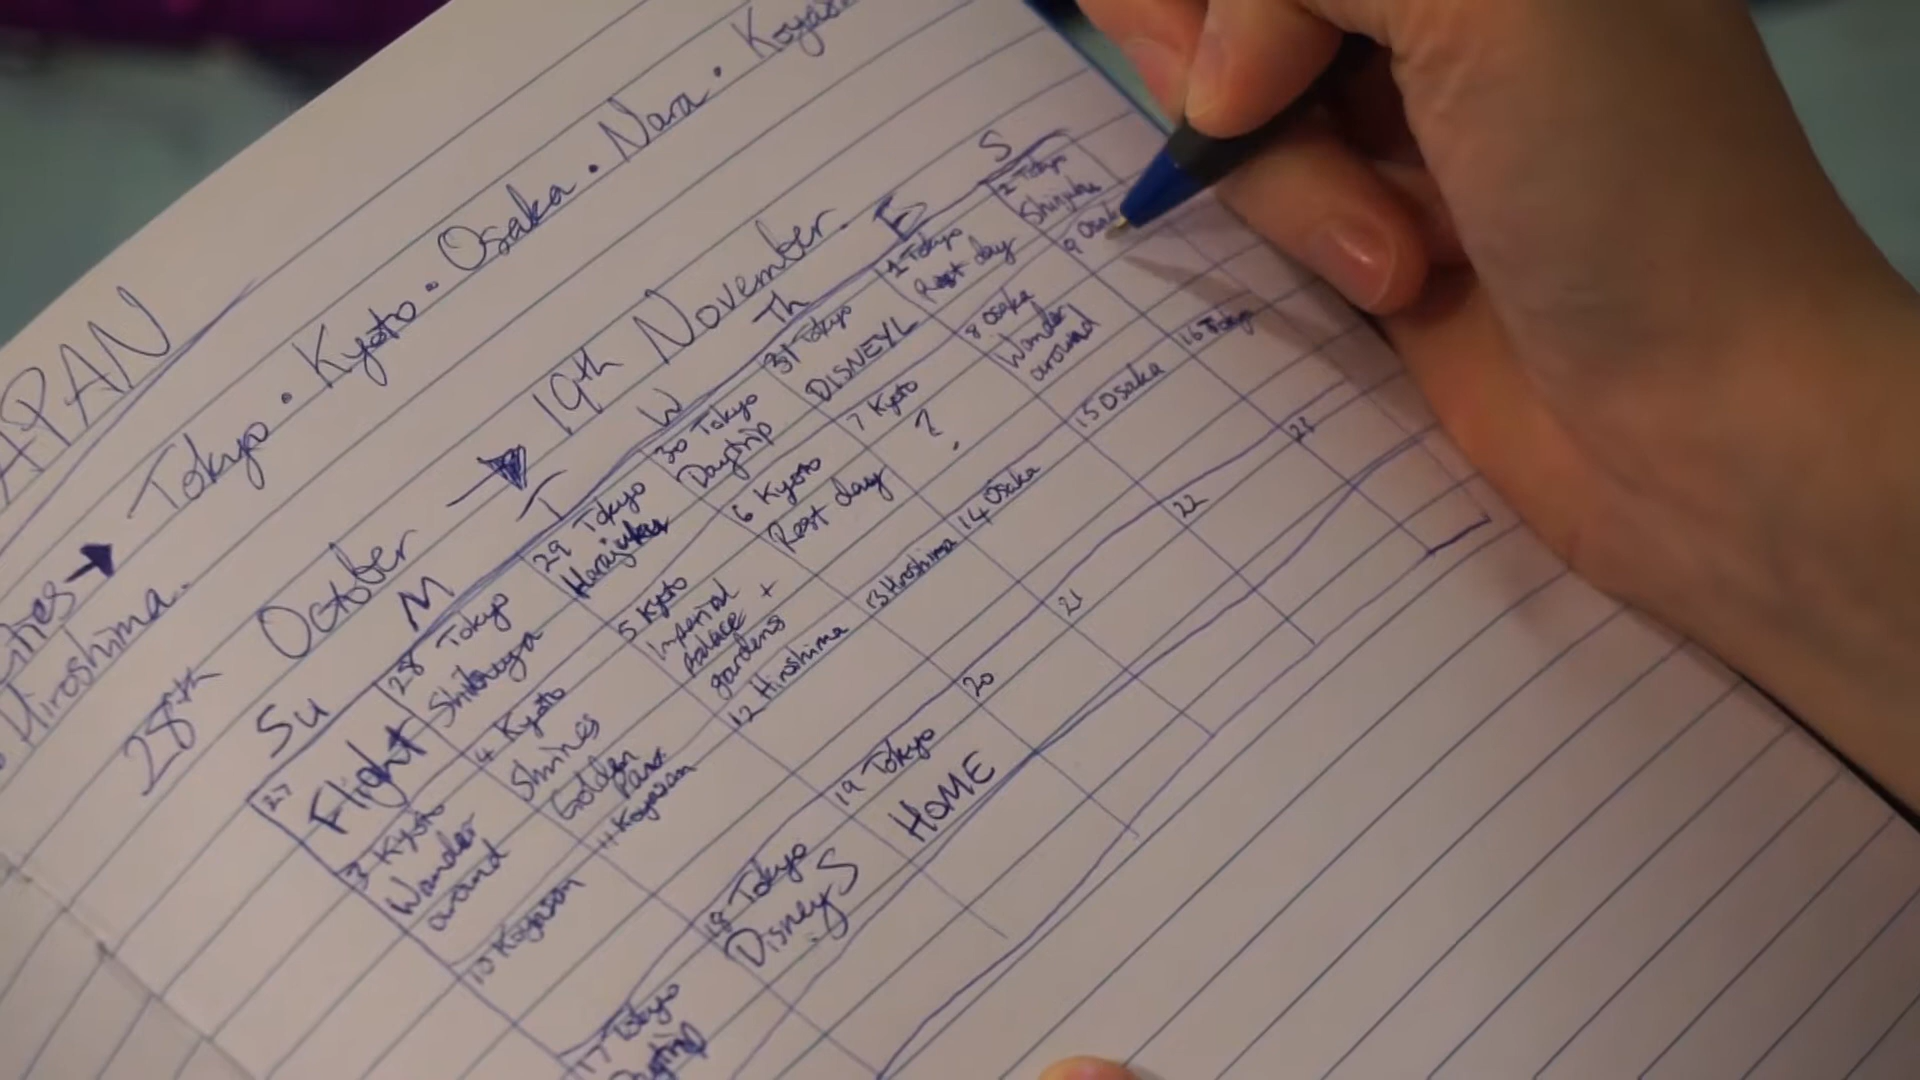 APAN
Tokyo • Kyoto • Osaka • Nara • Koyasan
Hiroshima.
28th October → 19th November.
Su M T W Th F S
27 Flight
28 Tokyo
Shibuya
29 Tokyo
Harajuku
30 Tokyo
Daytrip
31 Tokyo
DISNEYL
1 Tokyo
Rest day
2 Tokyo
Shinjuku
3 Kyoto
Wander
around
4 Kyoto
Shrines
Golden
Pav.
5 Kyoto
Imperial
palace +
gardens
6 Kyoto
Rest day
7 Kyoto
?
8 Osaka
Wander
around
9 Osak
10 Koyasan
11 Koyasan
12 Hiroshima
13 Hiroshima
14 Osaka
15 Osaka
16 Tokyo
17 Tokyo
Daytrip
18 Tokyo
DisneyS
19 Tokyo
HOME
20
21
22
23